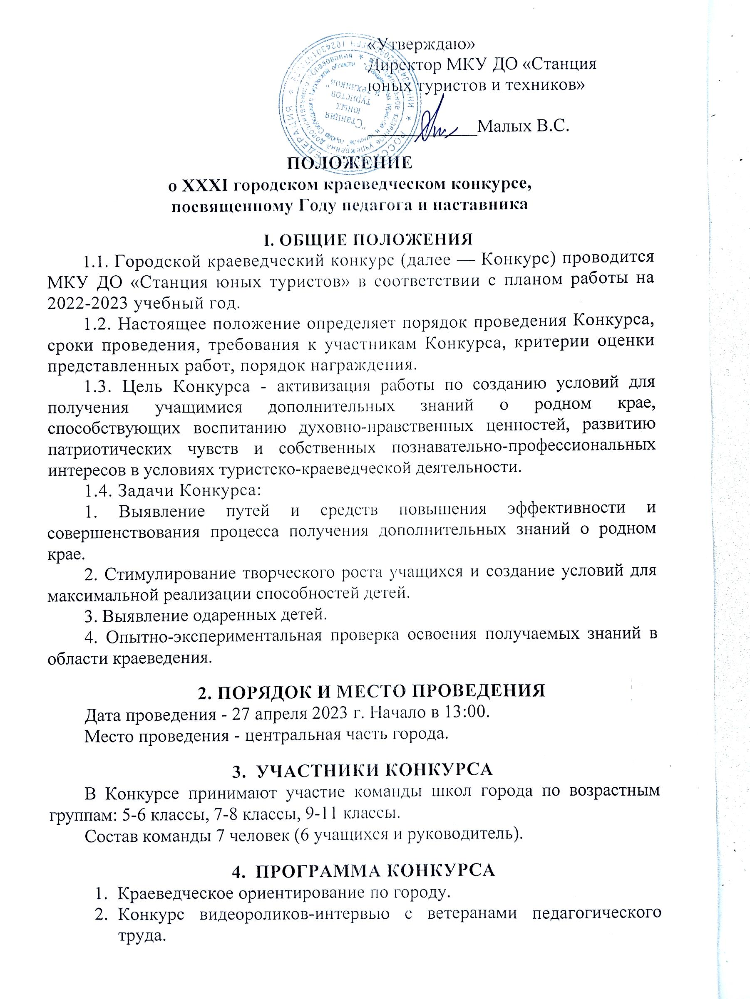 «Утверждаю»
Директор МКУ ДО «Станция
юных туристов и техников»
Малых В.С.
"Станция
юных
туристов
и техников"
ПОЛОЖЕНИЕ
о XXXI городском краеведческом конкурсе,
посвященному Году педагога и наставника
I. ОБЩИЕ ПОЛОЖЕНИЯ
1.1. Городской краеведческий конкурс (далее — Конкурс) проводится
МКУ ДО «Станция юных туристов» в соответствии с планом работы на
2022-2023 учебный год.
1.2. Настоящее положение определяет порядок проведения Конкурса,
сроки проведения, требования к участникам Конкурса, критерии оценки
представленных работ, порядок награждения.
1.3. Цель Конкурса - активизация работы по созданию условий для
получения учащимися дополнительных знаний о родном крае,
способствующих воспитанию духовно-нравственных ценностей, развитию
патриотических чувств и собственных познавательно-профессиональных
интересов в условиях туристско-краеведческой деятельности.
1.4. Задачи Конкурса:
1. Выявление путей и средств повышения эффективности и
совершенствования процесса получения дополнительных знаний о родном
крае.
2. Стимулирование творческого роста учащихся и создание условий для
максимальной реализации способностей детей.
3. Выявление одаренных детей.
4. Опытно-экспериментальная проверка освоения получаемых знаний в
области краеведения.
2. ПОРЯДОК И МЕСТО ПРОВЕДЕНИЯ
Дата проведения - 27 апреля 2023 г. Начало в 13:00.
Место проведения - центральная часть города.
3. УЧАСТНИКИ КОНКУРСА
В Конкурсе принимают участие команды школ города по возрастным
группам: 5-6 классы, 7-8 классы, 9-11 классы.
Состав команды 7 человек (6 учащихся и руководитель).
4. ПРОГРАММА КОНКУРСА
1. Краеведческое ориентирование по городу.
2. Конкурс видеороликов-интервью с ветеранами педагогического
труда.